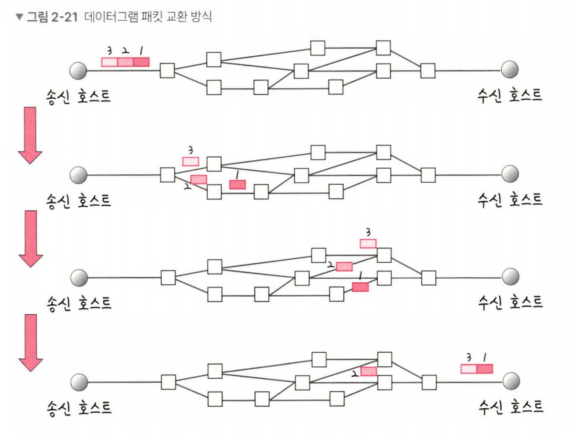 ▼ 그림 2-21 데이터그램 패킷 교환 방식
3 2 1
송신 호스트 수신 호스트
3
2 1
송신 호스트 수신 호스트
3
2
1
송신 호스트 수신 호스트
3 1
2
송신 호스트 수신 호스트